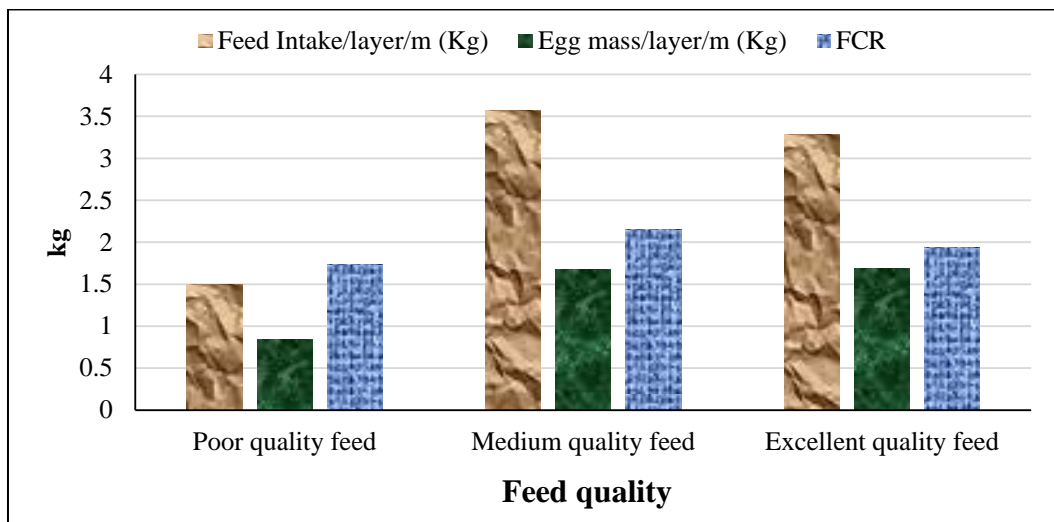 Feed Intake/layer/m (Kg) Egg mass/layer/m (Kg) FCR
4
3.5
3
2.5
2
1.5
1
0.5
0
kg
Poor quality feed Medium quality feed Excellent quality feed
Feed quality